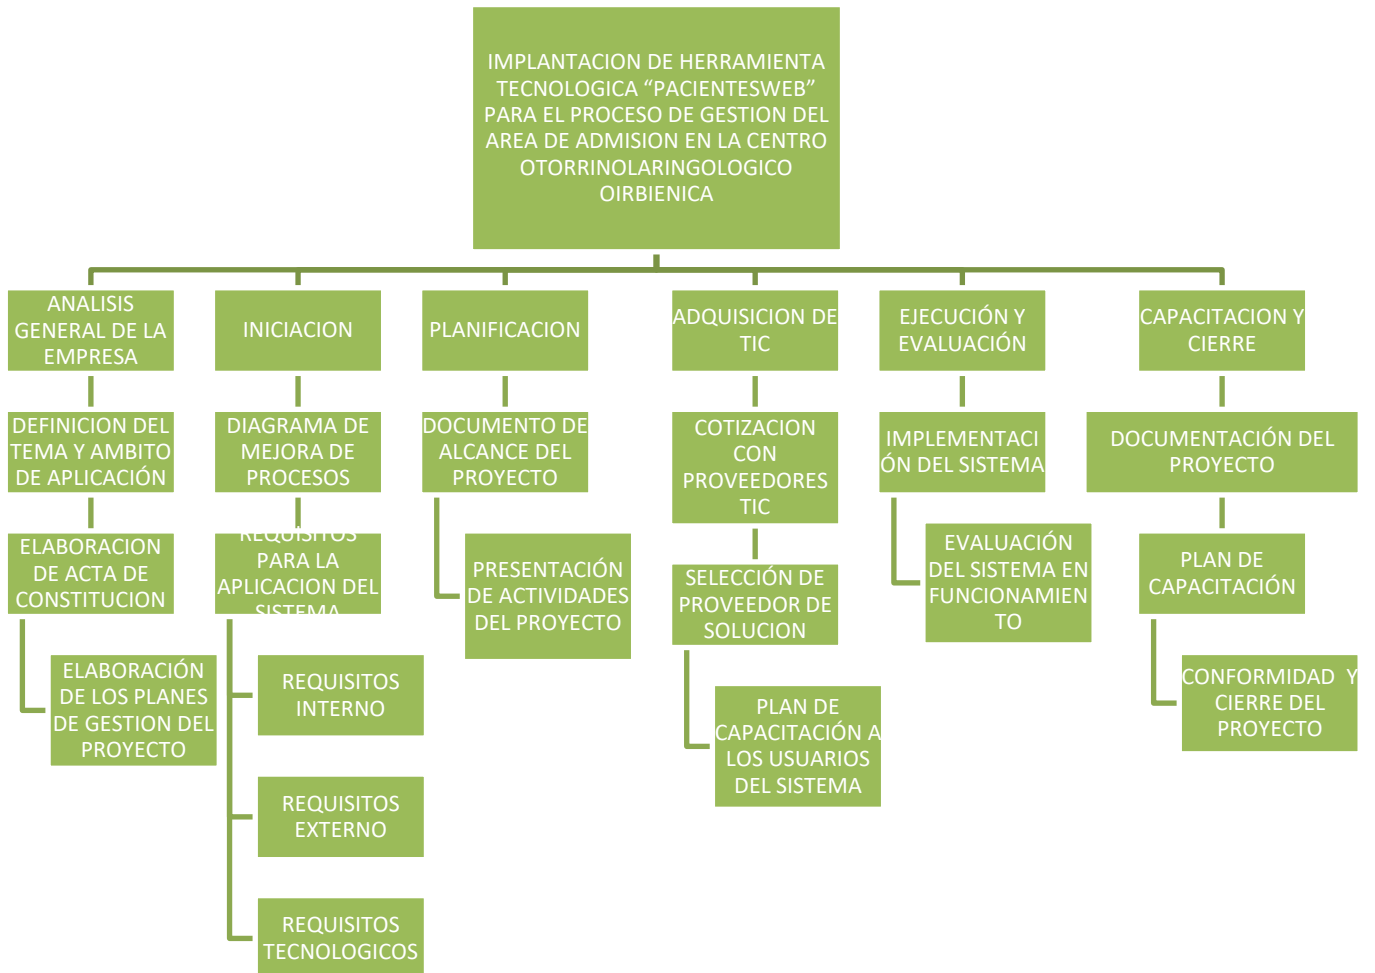 IMPLANTACION DE HERRAMIENTA
TECNOLOGICA “PACIENTESWEB”
PARA EL PROCESO DE GESTION DEL
AREA DE ADMISION EN LA CENTRO
OTORRINOLARINGOLOGICO
OIRBIENICA
ANALISIS
GENERAL DE LA
EMPRESA
DEFINICION DEL
TEMA Y AMBITO
DE APLICACIÓN
ELABORACION
DE ACTA DE
CONSTITUCION
ELABORACIÓN
DE LOS PLANES
DE GESTION DEL
PROYECTO
INICIACION
DIAGRAMA DE
MEJORA DE
PROCESOS
REQUISITOS
PARA LA
APLICACION DEL
SISTEMA
REQUISITOS
INTERNO
REQUISITOS
EXTERNO
REQUISITOS
TECNOLOGICOS
PLANIFICACION
DOCUMENTO DE
ALCANCE DEL
PROYECTO
PRESENTACIÓN
DE ACTIVIDADES
DEL PROYECTO
ADQUISICION DE
TIC
COTIZACION
CON
PROVEEDORES
TIC
SELECCIÓN DE
PROVEEDOR DE
SOLUCION
PLAN DE
CAPACITACIÓN A
LOS USUARIOS
DEL SISTEMA
EJECUCIÓN Y
EVALUACIÓN
IMPLEMENTACI
ÓN DEL SISTEMA
EVALUACIÓN
DEL SISTEMA EN
FUNCIONAMIEN
TO
CAPACITACION Y
CIERRE
DOCUMENTACIÓN DEL
PROYECTO
PLAN DE
CAPACITACIÓN
CONFORMIDAD  Y
CIERRE DEL
PROYECTO